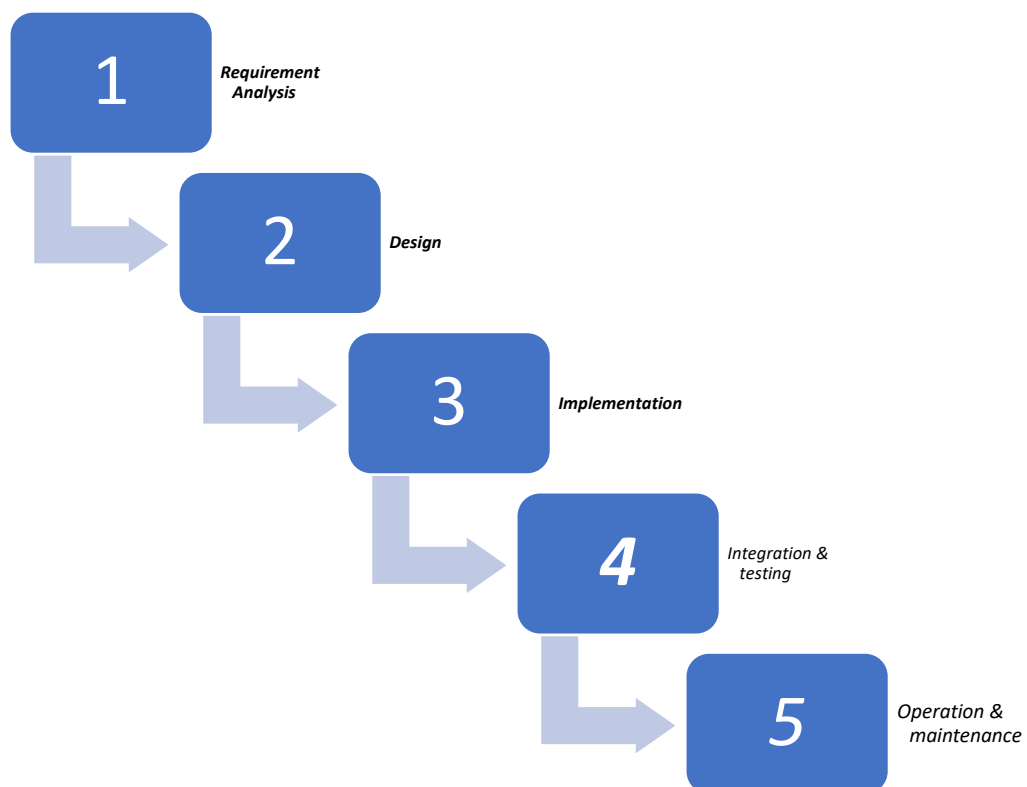 1
Requirement
Analysis
2
Design
3
Implementation
4
Integration &
testing
5
Operation &
maintenance